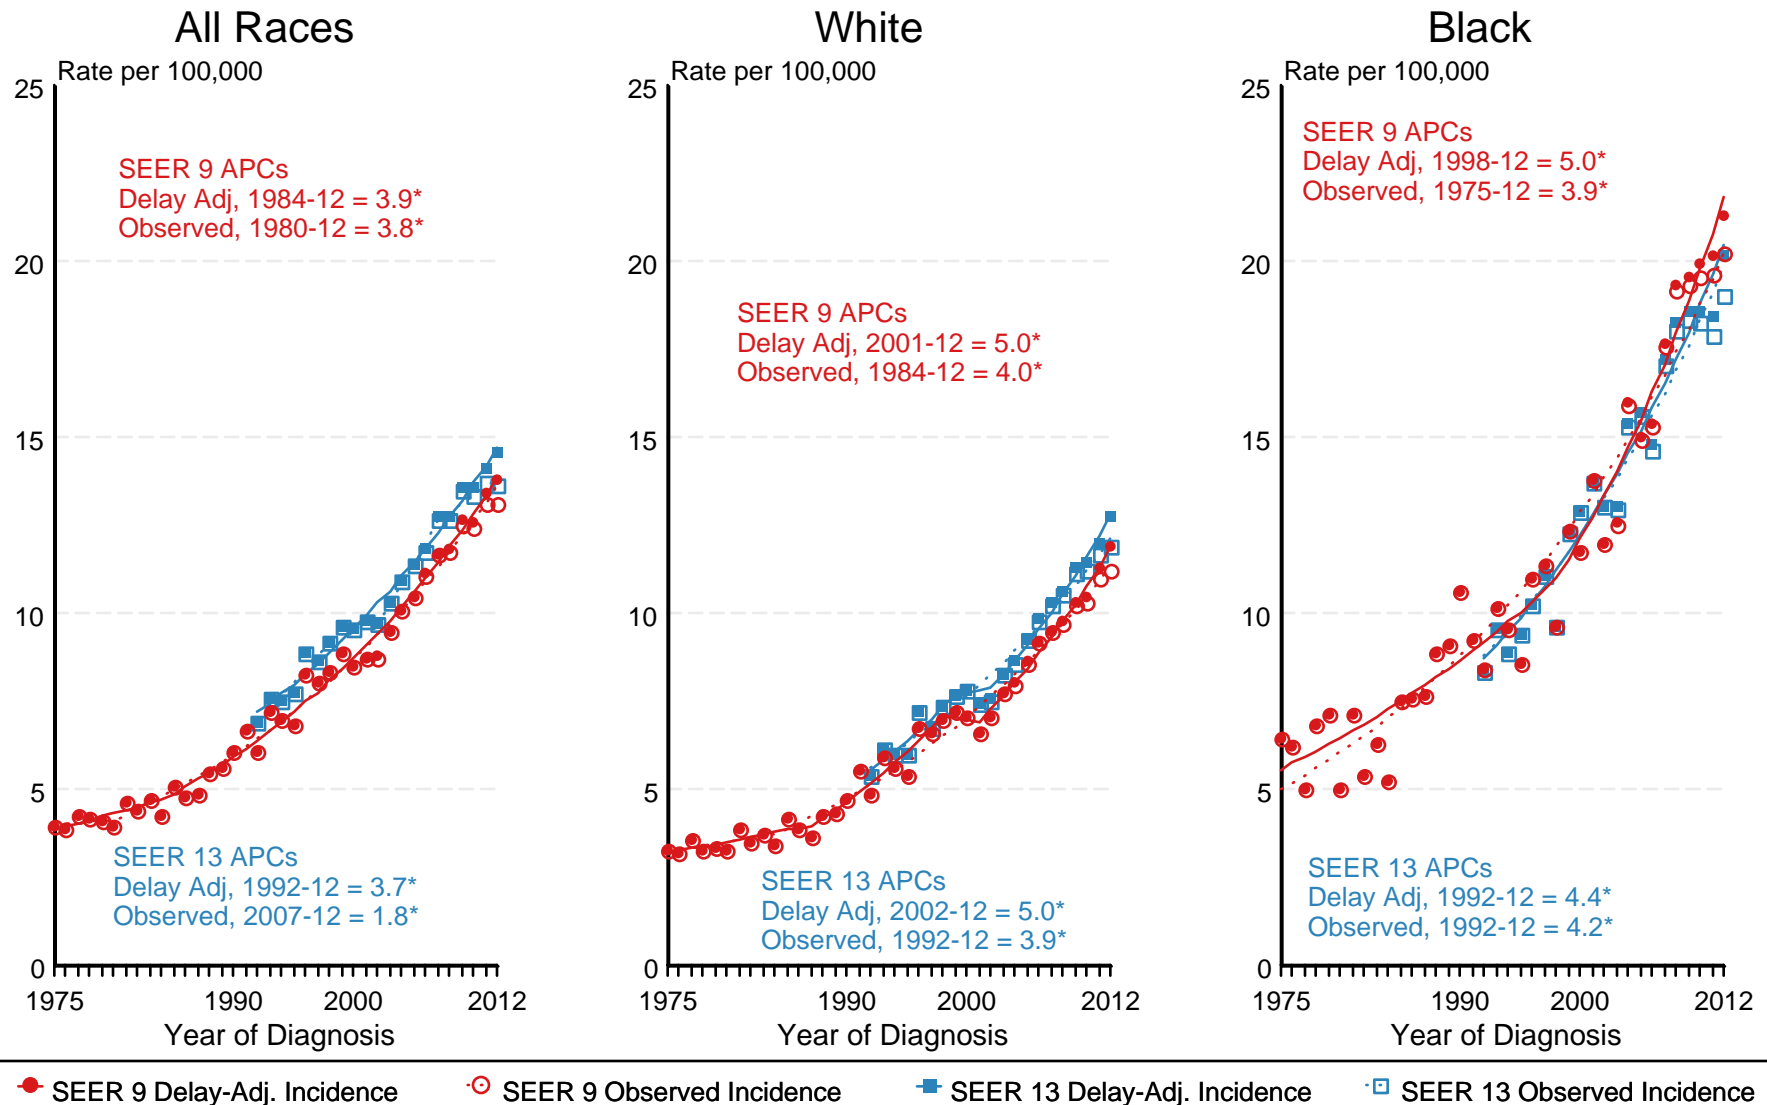 All Races
Rate per 100,000
25
20
15
10
5
0
SEER 9 APCs
Delay Adj, 1984-12 = 3.9*
Observed, 1980-12 = 3.8*
SEER 13 APCs
Delay Adj, 1992-12 = 3.7*
Observed, 2007-12 = 1.8*
1975 1990 2000 2012
Year of Diagnosis
White
Rate per 100,000
25
20
15
10
5
0
SEER 9 APCs
Delay Adj, 2001-12 = 5.0*
Observed, 1984-12 = 4.0*
SEER 13 APCs
Delay Adj, 2002-12 = 5.0*
Observed, 1992-12 = 3.9*
1975 1990 2000 2012
Year of Diagnosis
Black
Rate per 100,000
25
20
15
10
5
0
SEER 9 APCs
Delay Adj, 1998-12 = 5.0*
Observed, 1975-12 = 3.9*
SEER 13 APCs
Delay Adj, 1992-12 = 4.4*
Observed, 1992-12 = 4.2*
1975 1990 2000 2012
Year of Diagnosis
SEER 9 Delay-Adj. Incidence SEER 9 Observed Incidence SEER 13 Delay-Adj. Incidence SEER 13 Observed Incidence